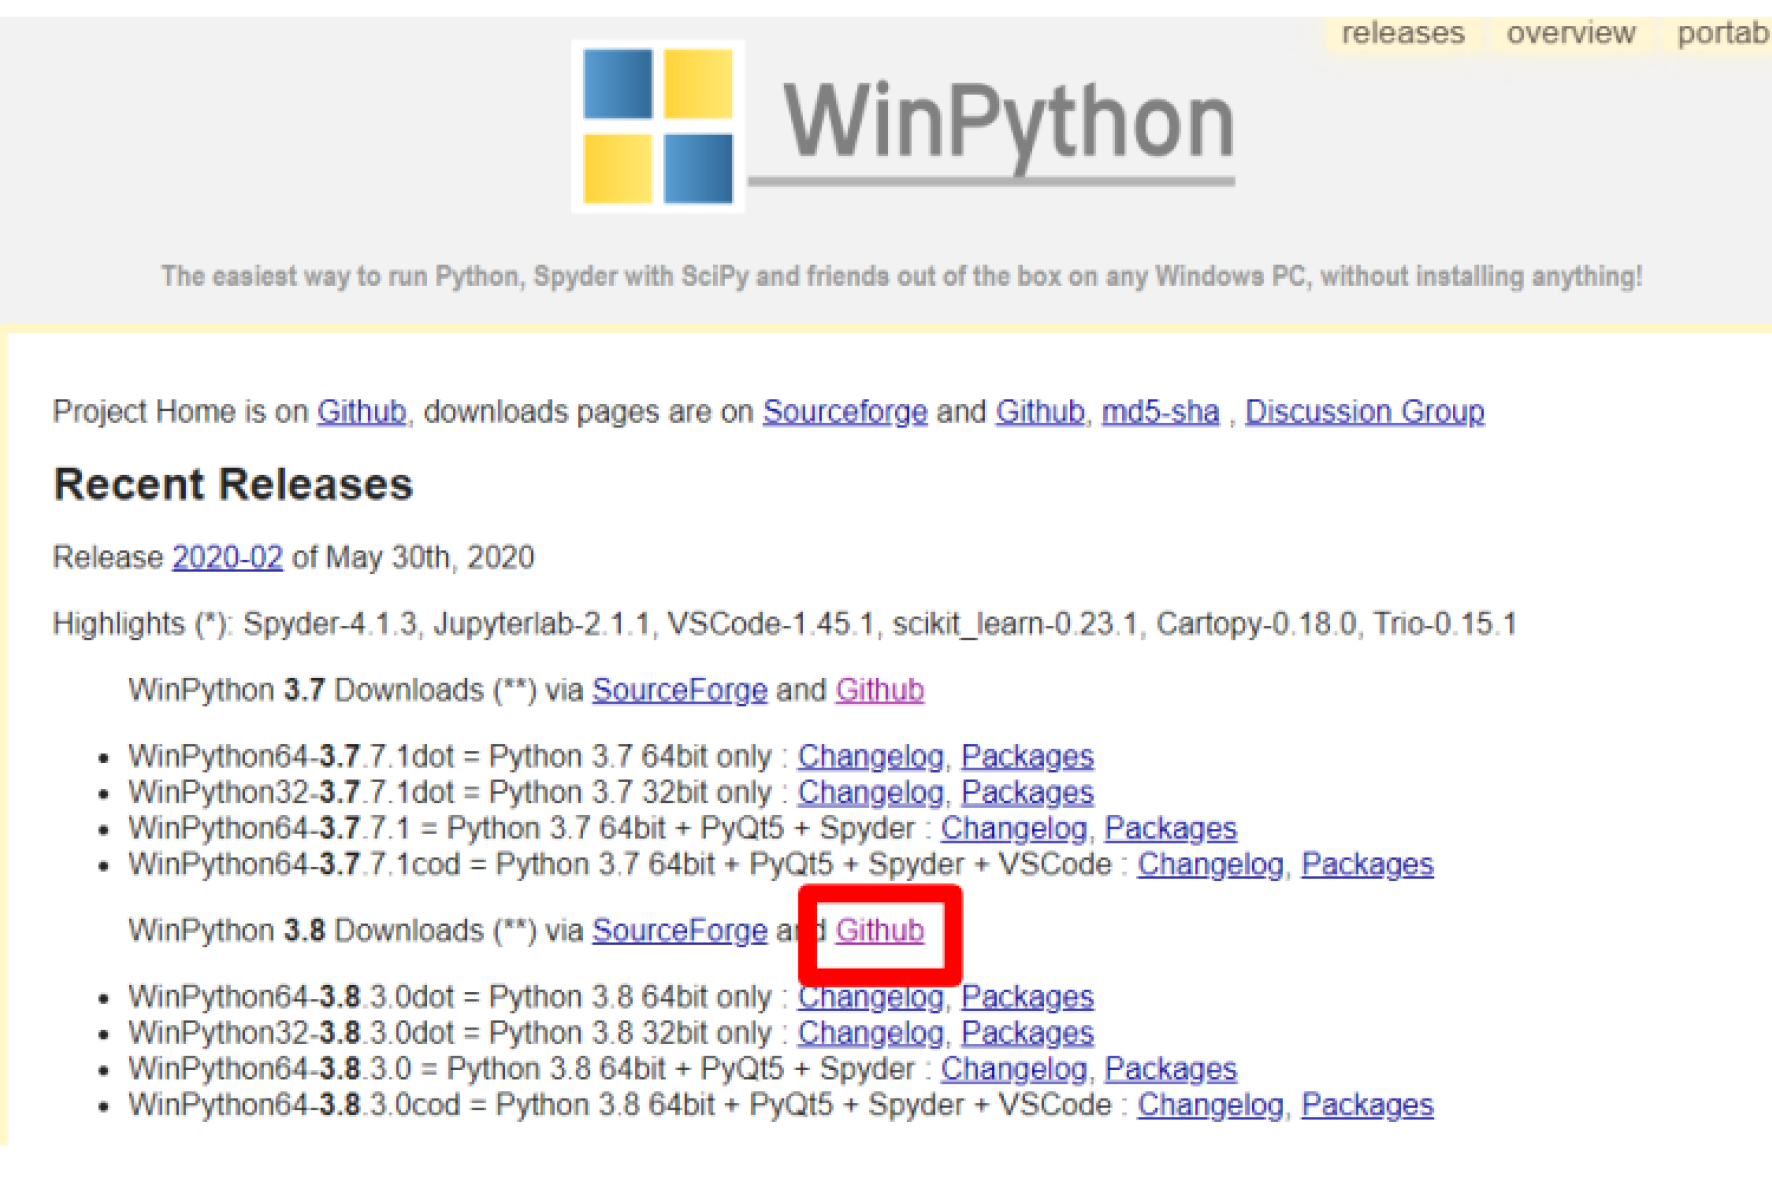 releases overview portab
WinPython
The easiest way to run Python, Spyder with SciPy and friends out of the box on any Windows PC, without installing anything!
Project Home is on Github, downloads pages are on Sourceforge and Github, md5-sha , Discussion Group
Recent Releases
Release 2020-02 of May 30th, 2020
Highlights (*): Spyder-4.1.3, Jupyterlab-2.1.1, VSCode-1.45.1, scikit_learn-0.23.1, Cartopy-0.18.0, Trio-0.15.1
WinPython 3.7 Downloads (**) via SourceForge and Github
• WinPython64-3.7.7.1dot = Python 3.7 64bit only : Changelog, Packages
• WinPython32-3.7.7.1dot = Python 3.7 32bit only : Changelog, Packages
• WinPython64-3.7.7.1 = Python 3.7 64bit + PyQt5 + Spyder : Changelog, Packages
• WinPython64-3.7.7.1cod = Python 3.7 64bit + PyQt5 + Spyder + VSCode : Changelog, Packages
WinPython 3.8 Downloads (**) via SourceForge and Github
• WinPython64-3.8.3.0dot = Python 3.8 64bit only : Changelog, Packages
• WinPython32-3.8.3.0dot = Python 3.8 32bit only : Changelog, Packages
• WinPython64-3.8.3.0 = Python 3.8 64bit + PyQt5 + Spyder : Changelog, Packages
• WinPython64-3.8.3.0cod = Python 3.8 64bit + PyQt5 + Spyder + VSCode : Changelog, Packages